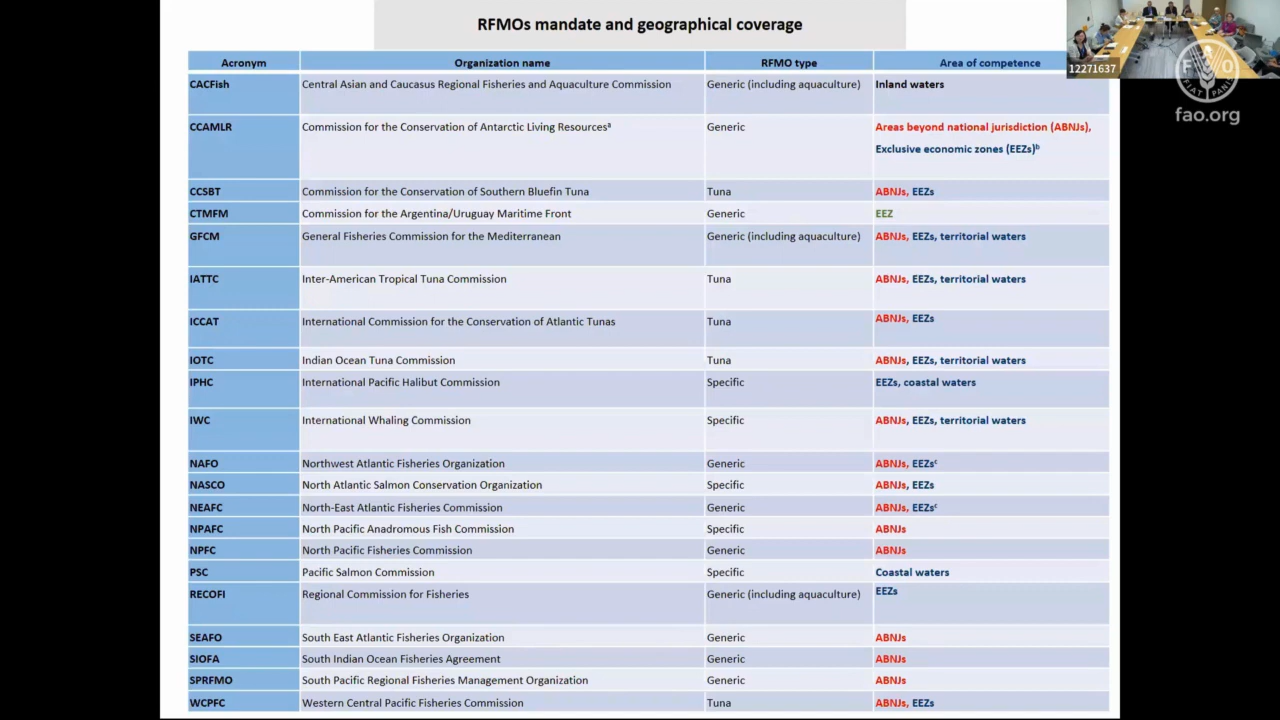 RFMOs mandate and geographical coverage
Acronym Organization name RFMO type Area of competence
12271637
CACFish Central Asian and Caucasus Regional Fisheries and Aquaculture Commission Generic (including aquaculture) Inland waters
F O
FIAT PANIS
fao.org
CCAMLR Commission for the Conservation of Antarctic Living Resourcesᵃ Generic Areas beyond national jurisdiction (ABNJs),
Exclusive economic zones (EEZs)ᵇ
CCSBT Commission for the Conservation of Southern Bluefin Tuna Tuna ABNJs, EEZs
CTMFM Commission for the Argentina/Uruguay Maritime Front Generic EEZ
GFCM General Fisheries Commission for the Mediterranean Generic (including aquaculture) ABNJs, EEZs, territorial waters
IATTC Inter-American Tropical Tuna Commission Tuna ABNJs, EEZs, territorial waters
ICCAT International Commission for the Conservation of Atlantic Tunas Tuna ABNJs, EEZs
IOTC Indian Ocean Tuna Commission Tuna ABNJs, EEZs, territorial waters
IPHC International Pacific Halibut Commission Specific EEZs, coastal waters
IWC International Whaling Commission Specific ABNJs, EEZs, territorial waters
NAFO Northwest Atlantic Fisheries Organization Generic ABNJs, EEZsᶜ
NASCO North Atlantic Salmon Conservation Organization Specific ABNJs, EEZs
NEAFC North-East Atlantic Fisheries Commission Generic ABNJs, EEZsᶜ
NPAFC North Pacific Anadromous Fish Commission Specific ABNJs
NPFC North Pacific Fisheries Commission Generic ABNJs
PSC Pacific Salmon Commission Specific Coastal waters
RECOFI Regional Commission for Fisheries Generic (including aquaculture) EEZs
SEAFO South East Atlantic Fisheries Organization Generic ABNJs
SIOFA South Indian Ocean Fisheries Agreement Generic ABNJs
SPRFMO South Pacific Regional Fisheries Management Organization Generic ABNJs
WCPFC Western Central Pacific Fisheries Commission Tuna ABNJs, EEZs